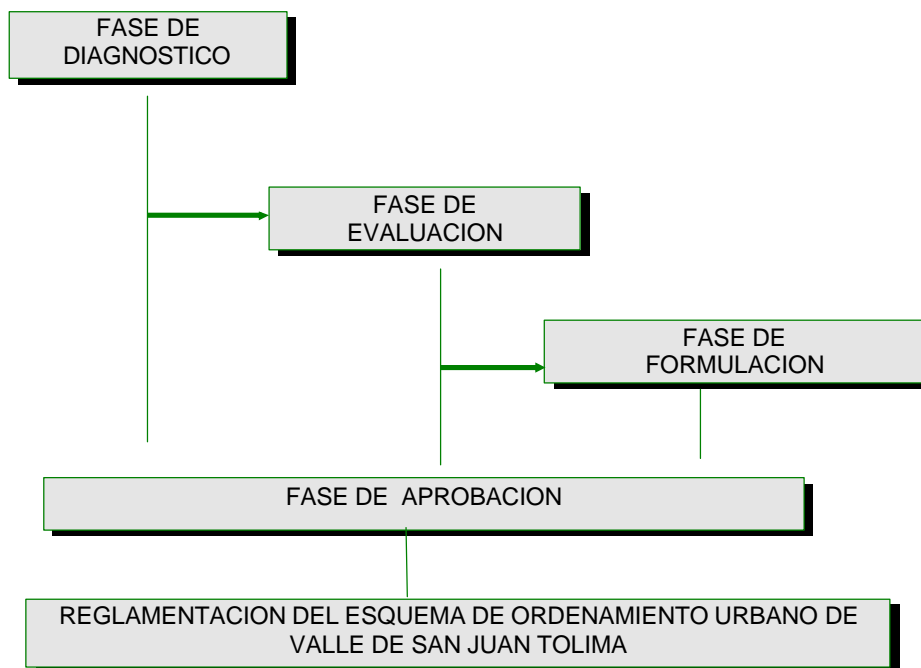 FASE DE
DIAGNOSTICO
FASE DE
EVALUACION
FASE DE
FORMULACION
FASE DE APROBACION
REGLAMENTACION DEL ESQUEMA DE ORDENAMIENTO URBANO DE
VALLE DE SAN JUAN TOLIMA